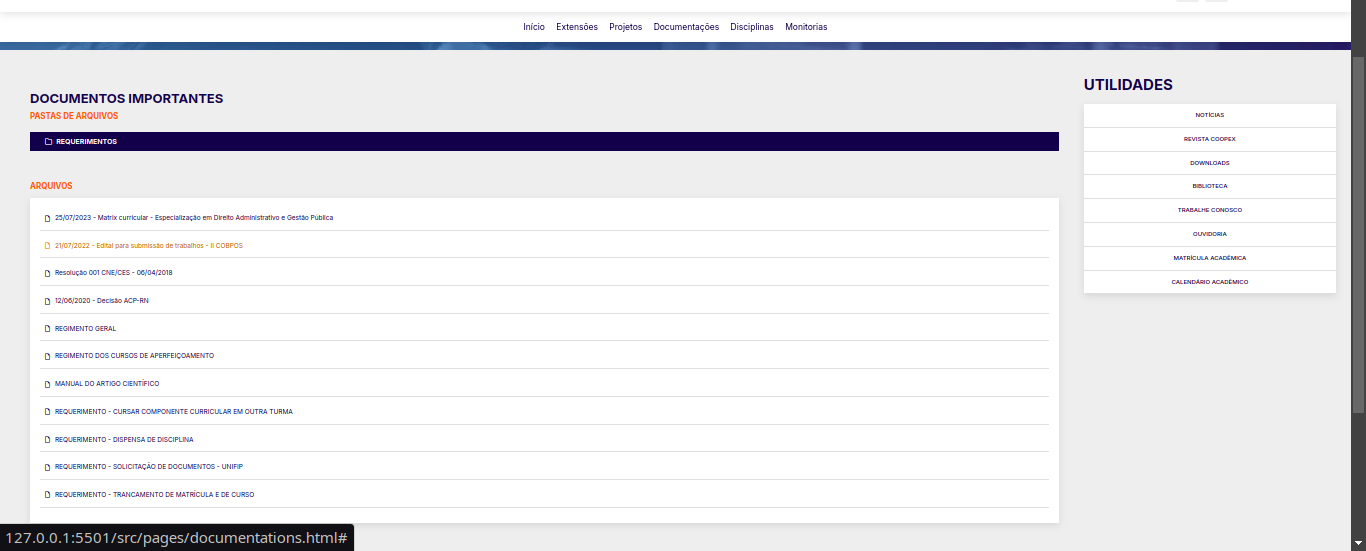 Início Extensões Projetos Documentações Disciplinas Monitorias
DOCUMENTOS IMPORTANTES
PASTAS DE ARQUIVOS
REQUERIMENTOS
ARQUIVOS
25/07/2023 - Matrix curricular - Especialização em Direito Administrativo e Gestão Pública
21/07/2022 - Edital para submissão de trabalhos - II COBPOS
Resolução 001 CNE/CES - 06/04/2018
12/06/2020 - Decisão ACP-RN
REGIMENTO GERAL
REGIMENTO DOS CURSOS DE APERFEIÇOAMENTO
MANUAL DO ARTIGO CIENTÍFICO
REQUERIMENTO - CURSAR COMPONENTE CURRICULAR EM OUTRA TURMA
REQUERIMENTO - DISPENSA DE DISCIPLINA
REQUERIMENTO - SOLICITAÇÃO DE DOCUMENTOS - UNIFIP
REQUERIMENTO - TRANCAMENTO DE MATRÍCULA E DE CURSO
UTILIDADES
NOTÍCIAS
REVISTA COOPEX
DOWNLOADS
BIBLIOTECA
TRABALHE CONOSCO
OUVIDORIA
MATRÍCULA ACADÊMICA
CALENDÁRIO ACADÊMICO
127.0.0.1:5501/src/pages/documentations.html#